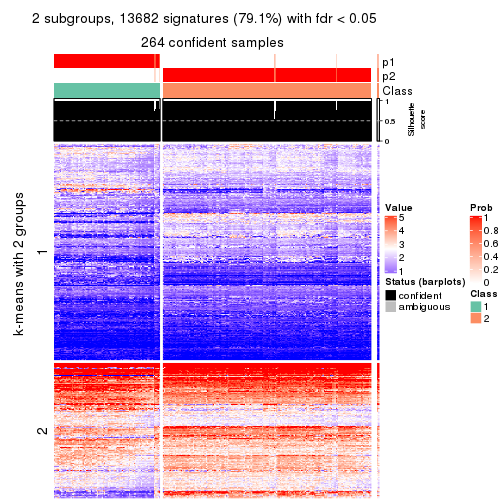 2 subgroups, 13682 signatures (79.1%) with fdr < 0.05
264 confident samples
p1
p2
Class
1
0.5
0
Silhouette
score
k-means with 2 groups
1
2
Value
5
4
3
2
1
Status (barplots)
confident
ambiguous
Prob
1
0.8
0.6
0.4
0.2
0
Class
1
2